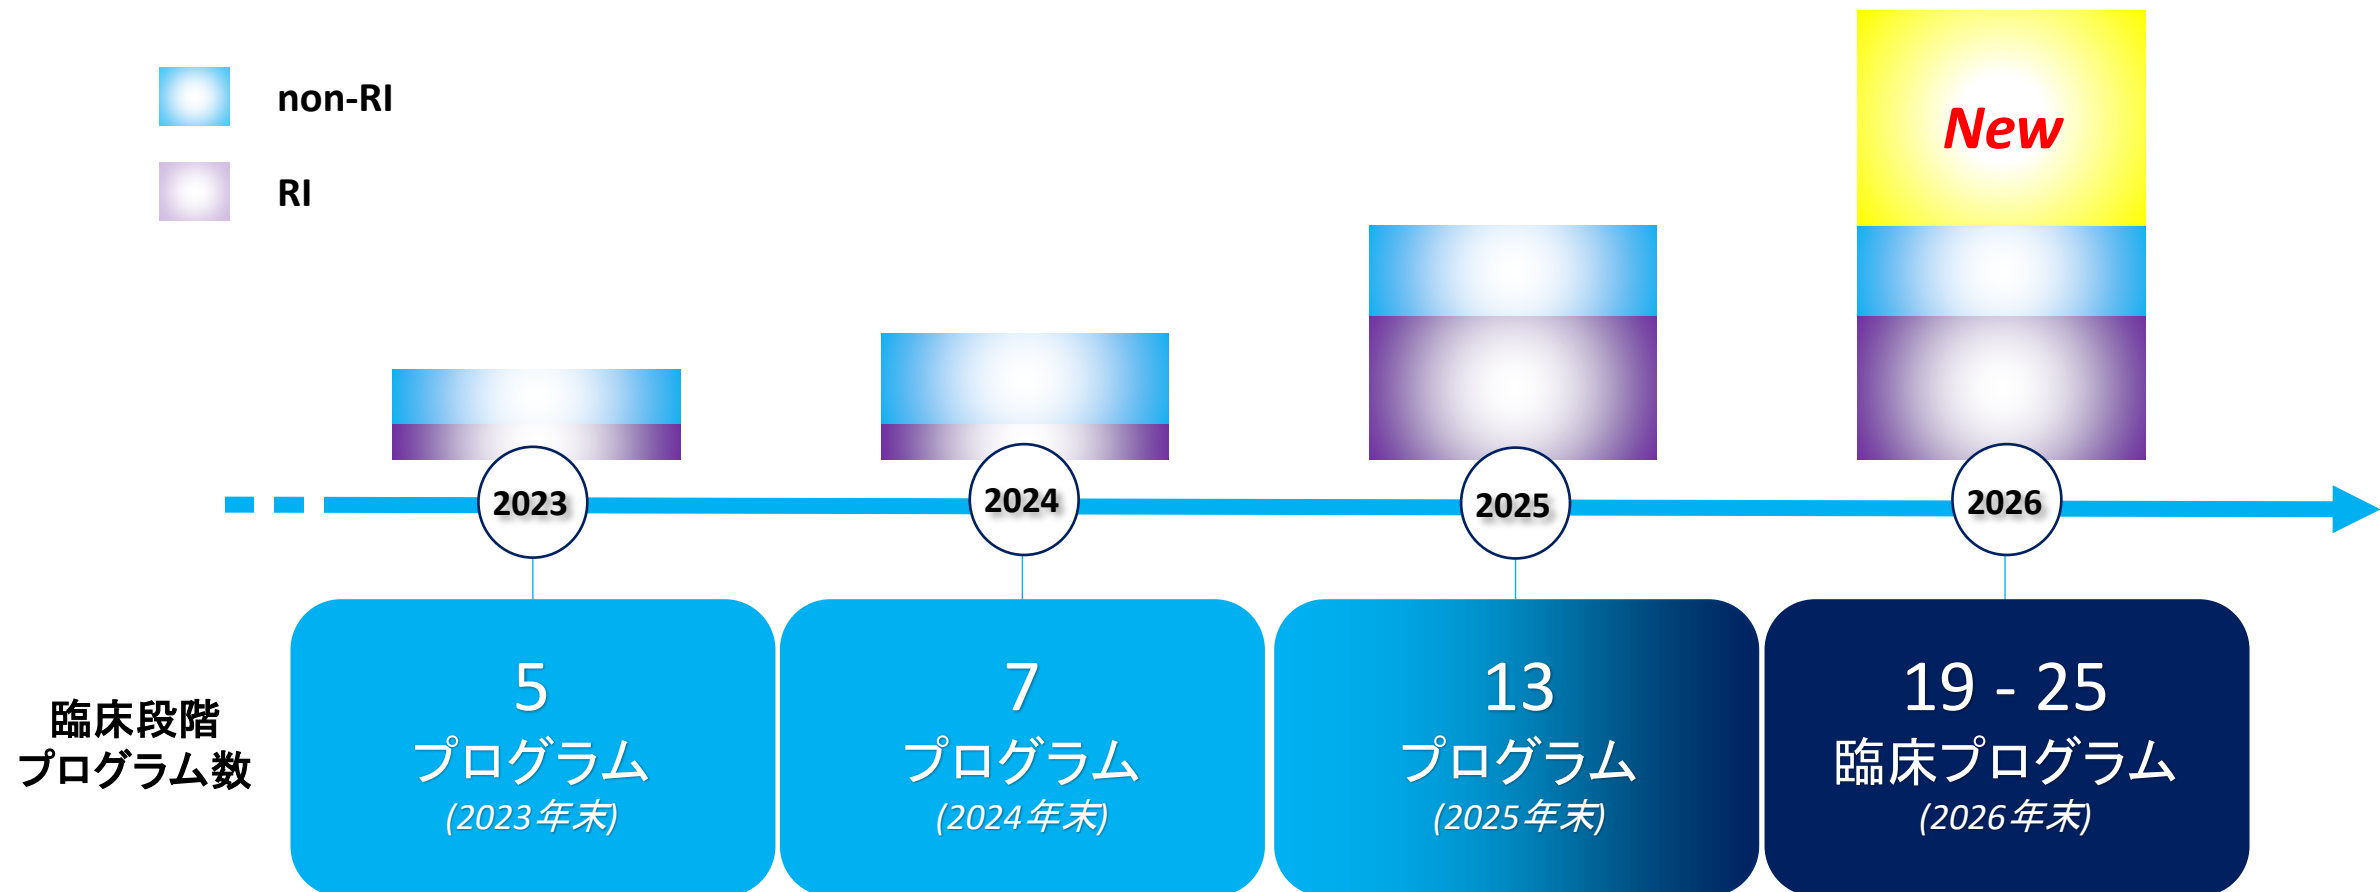 non-RI
RI
New
2023
2024
2025
2026
臨床段階
プログラム数
5
プログラム
(2023年末)
7
プログラム
(2024年末)
13
プログラム
(2025年末)
19 - 25
臨床プログラム
(2026年末)